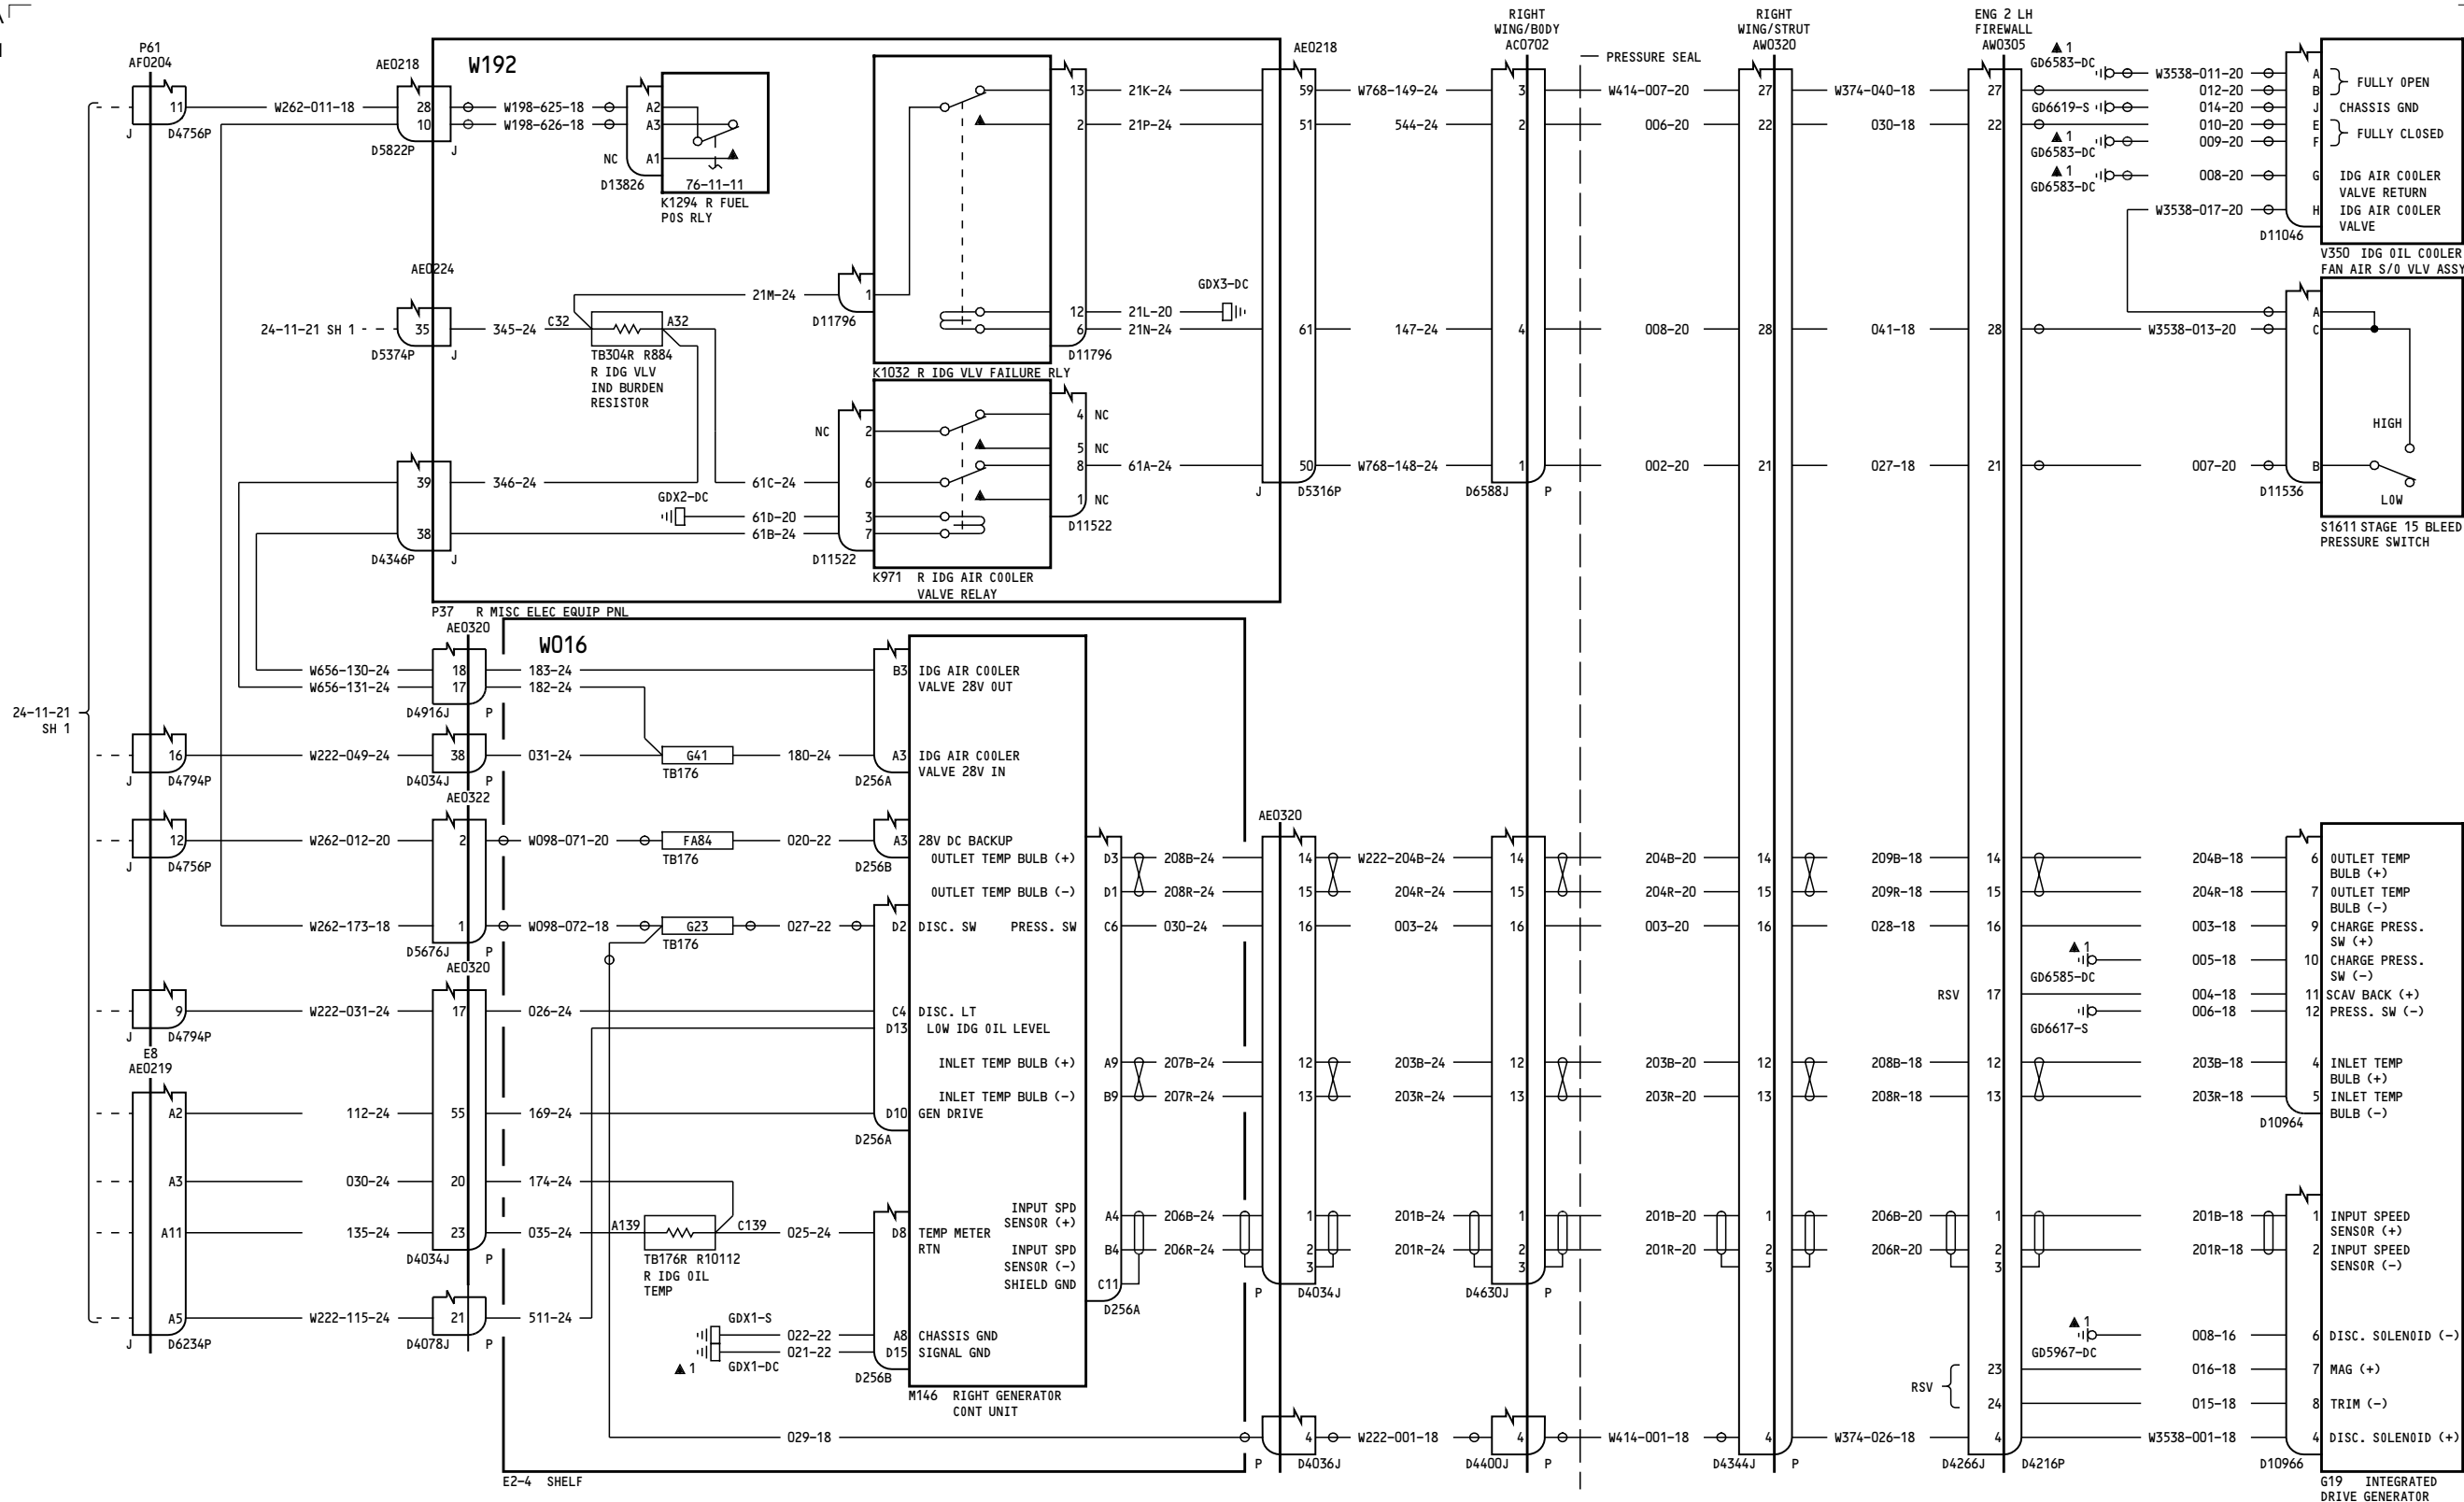 P61
AF0204
11
J
D4756P
W262-011-18
AE0218
28
10
D5822P
J
W192
W198-625-18
W198-626-18
A2
A3
NC
A1
D13826
76-11-11
K1294 R FUEL
POS RLY
AE0224
24-11-21 SH 1
35
D5374P
J
345-24
C32
A32
TB304R R884
R IDG VLV
IND BURDEN
RESISTOR
21M-24
1
D11796
13
2
12
6
D11796
K1032 R IDG VLV FAILURE RLY
21K-24
21P-24
21L-20
21N-24
GDX3-DC
39
38
D4346P
J
346-24
GDX2-DC
61C-24
61D-20
61B-24
NC
2
6
3
7
D11522
4 NC
5 NC
8
1 NC
D11522
61A-24
K971 R IDG AIR COOLER
VALVE RELAY
P37 R MISC ELEC EQUIP PNL
AE0218
59
51
61
50
J
D5316P
W768-149-24
544-24
147-24
W768-148-24
RIGHT
WING/BODY
AC0702
3
2
4
1
D6588J
P
PRESSURE SEAL
W414-007-20
006-20
008-20
002-20
RIGHT
WING/STRUT
AW0320
27
22
28
21
W374-040-18
030-18
041-18
027-18
ENG 2 LH
FIREWALL
AW0305
27
22
28
21
1
GD6583-DC
GD6619-S
1
GD6583-DC
1
GD6583-DC
W3538-011-20
012-20
014-20
010-20
009-20
008-20
W3538-017-20
A
B
J
E
F
G
H
D11046
FULLY OPEN
CHASSIS GND
FULLY CLOSED
IDG AIR COOLER
VALVE RETURN
IDG AIR COOLER
VALVE
V350 IDG OIL COOLER
FAN AIR S/O VLV ASSY
W3538-013-20
007-20
A
C
B
D11536
HIGH
LOW
S1611 STAGE 15 BLEED
PRESSURE SWITCH
24-11-21
SH 1
AE0320
W656-130-24
W656-131-24
18
17
D4916J
P
W016
183-24
182-24
B3
IDG AIR COOLER
VALVE 28V OUT
16
J
D4794P
W222-049-24
38
D4034J
P
031-24
G41
TB176
180-24
A3
D256A
IDG AIR COOLER
VALVE 28V IN
AE0322
12
J
D4756P
W262-012-20
2
W098-071-20
FA84
TB176
020-22
A3
D256B
28V DC BACKUP
W262-173-18
1
D5676J
P
W098-072-18
G23
TB176
027-22
D2
DISC. SW
AE0320
9
J
D4794P
W222-031-24
17
026-24
C4
DISC. LT
D13
LOW IDG OIL LEVEL
E8
AE0219
A2
112-24
55
169-24
D10
GEN DRIVE
D256A
A3
030-24
20
174-24
A11
135-24
23
035-24
D4034J
P
A139
C139
TB176R R10112
R IDG OIL
TEMP
025-24
D8
TEMP METER
RTN
A5
J
D6234P
W222-115-24
21
D4078J
P
511-24
GDX1-S
022-22
A8
CHASSIS GND
021-22
D15
SIGNAL GND
1
GDX1-DC
D256B
M146 RIGHT GENERATOR
CONT UNIT
029-18
E2-4 SHELF
OUTLET TEMP BULB (+)
D3
OUTLET TEMP BULB (-)
D1
PRESS. SW
C6
INLET TEMP BULB (+)
A9
INLET TEMP BULB (-)
B9
INPUT SPD
SENSOR (+)
A4
INPUT SPD
SENSOR (-)
B4
SHIELD GND
C11
D256A
208B-24
208R-24
030-24
207B-24
207R-24
206B-24
206R-24
AE0320
14
15
16
12
13
1
2
3
P
D4034J
4
P
D4036J
W222-204B-24
204R-24
003-24
203B-24
203R-24
201B-24
201R-24
W222-001-18
14
15
16
12
13
1
2
3
D4630J
P
4
D4400J
P
204B-20
204R-20
003-20
203B-20
203R-20
201B-20
201R-20
W414-001-18
14
15
16
12
13
1
2
3
4
D4344J
P
209B-18
209R-18
028-18
208B-18
208R-18
206B-20
206R-20
W374-026-18
14
15
16
RSV
17
12
13
1
2
3
RSV
23
24
4
D4266J
D4216P
1
GD6585-DC
GD6617-S
1
GD5967-DC
204B-18
204R-18
003-18
005-18
004-18
006-18
203B-18
203R-18
201B-18
201R-18
008-16
016-18
015-18
W3538-001-18
6 OUTLET TEMP
BULB (+)
7 OUTLET TEMP
BULB (-)
9 CHARGE PRESS.
SW (+)
10 CHARGE PRESS.
SW (-)
11 SCAV BACK (+)
12 PRESS. SW (-)
4 INLET TEMP
BULB (+)
5 INLET TEMP
BULB (-)
D10964
1 INPUT SPEED
SENSOR (+)
2 INPUT SPEED
SENSOR (-)
6 DISC. SOLENOID (-)
7 MAG (+)
8 TRIM (-)
4 DISC. SOLENOID (+)
D10966
G19 INTEGRATED
DRIVE GENERATOR